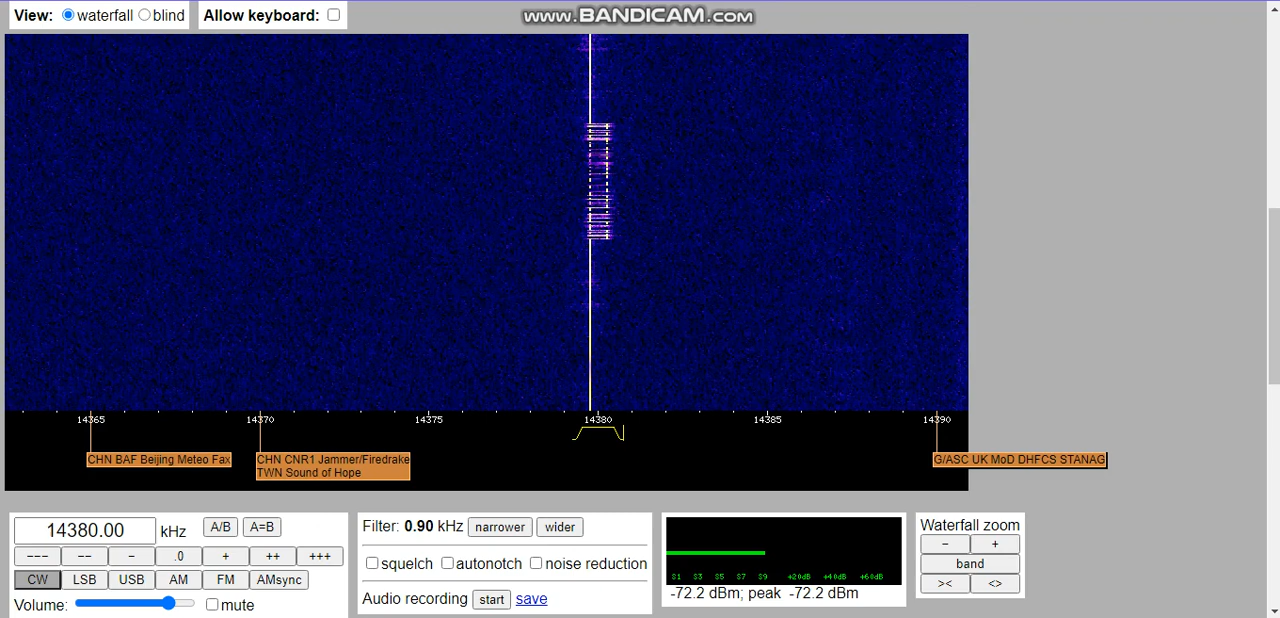 View: waterfall blind Allow keyboard:
www.BANDICAM.com
14365 14370 14375 14380 14385 14390
CHN BAF Beijing Meteo Fax
CHN CNR1 Jammer/Firedrake
TWN Sound of Hope
G/ASC UK MoD DHFCS STANAG
14380.00 kHz A/B A=B
--- -- - .0 + ++ +++
CW LSB USB AM FM AMsync
Volume: mute
Filter: 0.90 kHz narrower wider
squelch autonotch noise reduction
Audio recording start save
S1 S3 S5 S7 S9 +20dB +40dB +60dB
-72.2 dBm; peak -72.2 dBm
Waterfall zoom
- +
band
>< <>